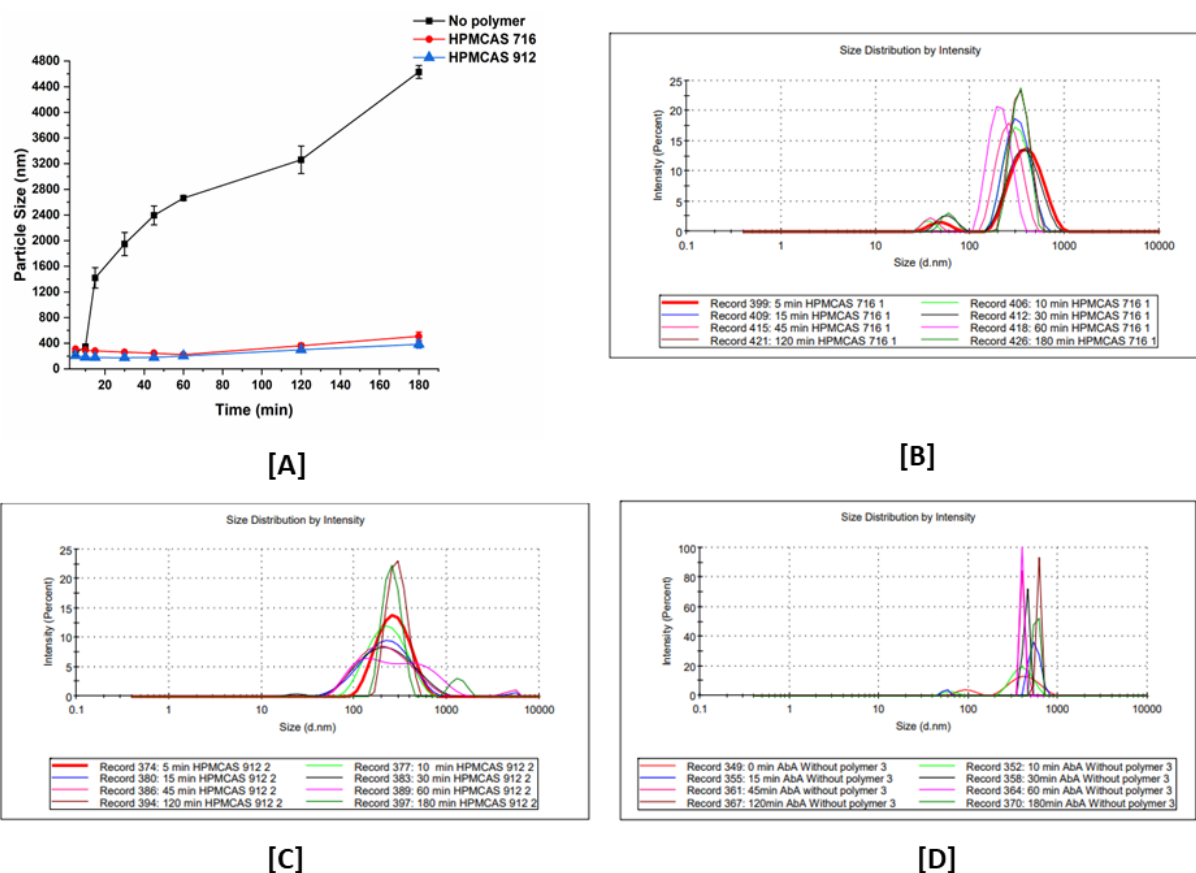 No polymer
HPMCAS 716
HPMCAS 912
4800
4400
4000
3600
3200
2800
2400
2000
1600
1200
800
400
0
Particle Size (nm)
20 40 60 80 100 120 140 160 180
Time (min)
[A]
Size Distribution by Intensity
25
20
15
10
5
0
Intensity (Percent)
0.1 1 10 100 1000 10000
Size (d.nm)
Record 399: 5 min HPMCAS 716 1 Record 406: 10 min HPMCAS 716 1
Record 409: 15 min HPMCAS 716 1 Record 412: 30 min HPMCAS 716 1
Record 415: 45 min HPMCAS 716 1 Record 418: 60 min HPMCAS 716 1
Record 421: 120 min HPMCAS 716 1 Record 426: 180 min HPMCAS 716 1
[B]
Size Distribution by Intensity
25
20
15
10
5
0
Intensity (Percent)
0.1 1 10 100 1000 10000
Size (d.nm)
Record 374: 5 min HPMCAS 912 2 Record 377: 10 min HPMCAS 912 2
Record 380: 15 min HPMCAS 912 2 Record 383: 30 min HPMCAS 912 2
Record 386: 45 min HPMCAS 912 2 Record 389: 60 min HPMCAS 912 2
Record 394: 120 min HPMCAS 912 2 Record 397: 180 min HPMCAS 912 2
[C]
Size Distribution by Intensity
100
80
60
40
20
0
Intensity (Percent)
0.1 1 10 100 1000 10000
Size (d.nm)
Record 349: 0 min AbA Without polymer 3 Record 352: 10 min AbA Without polymer 3
Record 355: 15 min AbA Without polymer 3 Record 358: 30min AbA Without polymer 3
Record 361: 45min AbA without polymer 3 Record 364: 60 min AbA Without polymer 3
Record 367: 120min AbA Without polymer 3 Record 370: 180min AbA Without polymer 3
[D]